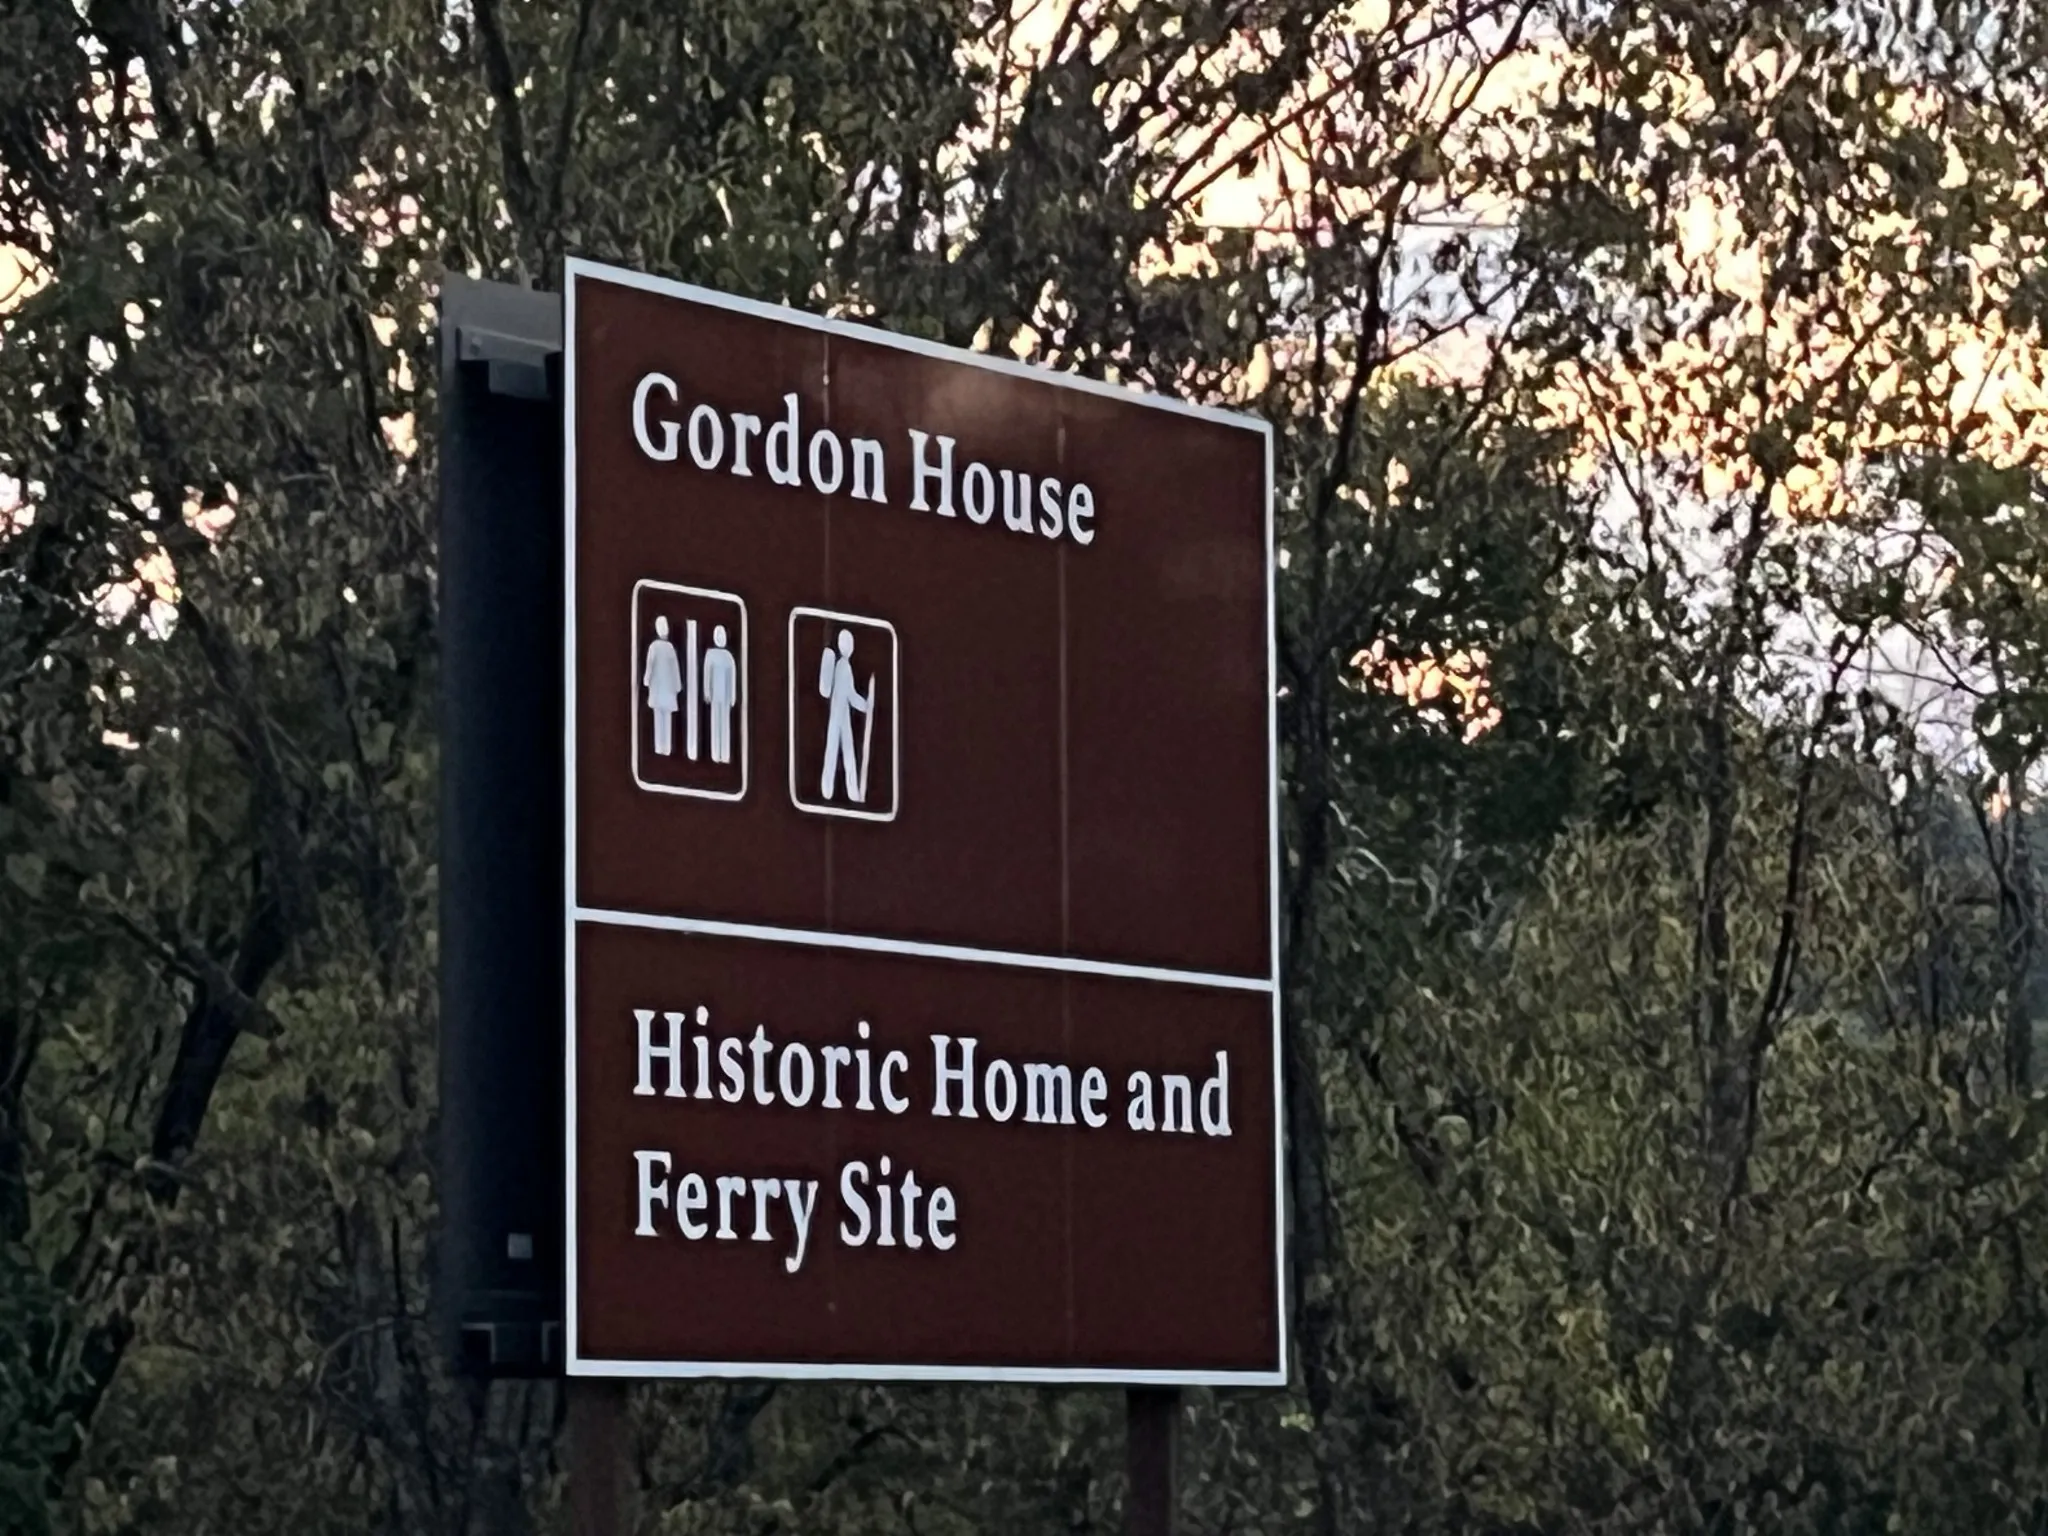 Gordon House
Historic Home and
Ferry Site